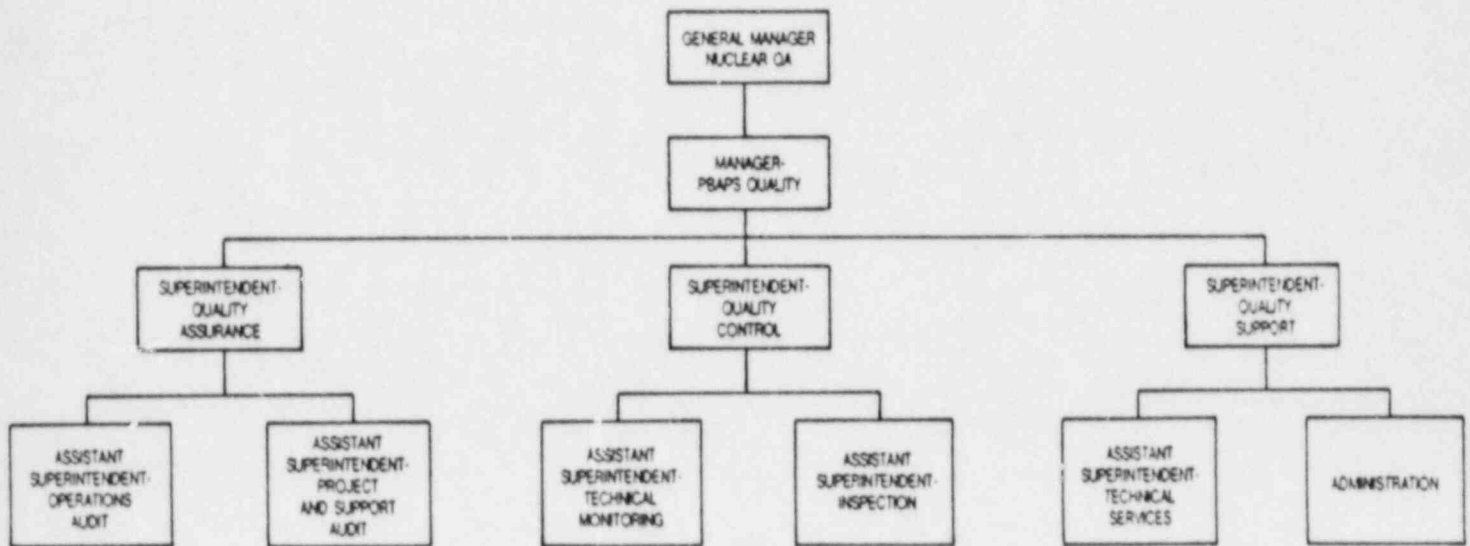 GENERAL MANAGER
NUCLEAR QA
MANAGER-
PBAPS QUALITY
SUPERINTENDENT-
QUALITY
ASSURANCE
SUPERINTENDENT-
QUALITY
CONTROL
SUPERINTENDENT-
QUALITY
SUPPORT
ASSISTANT
SUPERINTENDENT-
OPERATIONS
AUDIT
ASSISTANT
SUPERINTENDENT-
PROJECT
AND SUPPORT
AUDIT
ASSISTANT
SUPERINTENDENT-
TECHNICAL
MONITORING
ASSISTANT
SUPERINTENDENT-
INSPECTION
ASSISTANT
SUPERINTENDENT-
TECHNICAL
SERVICES
ADMINISTRATION